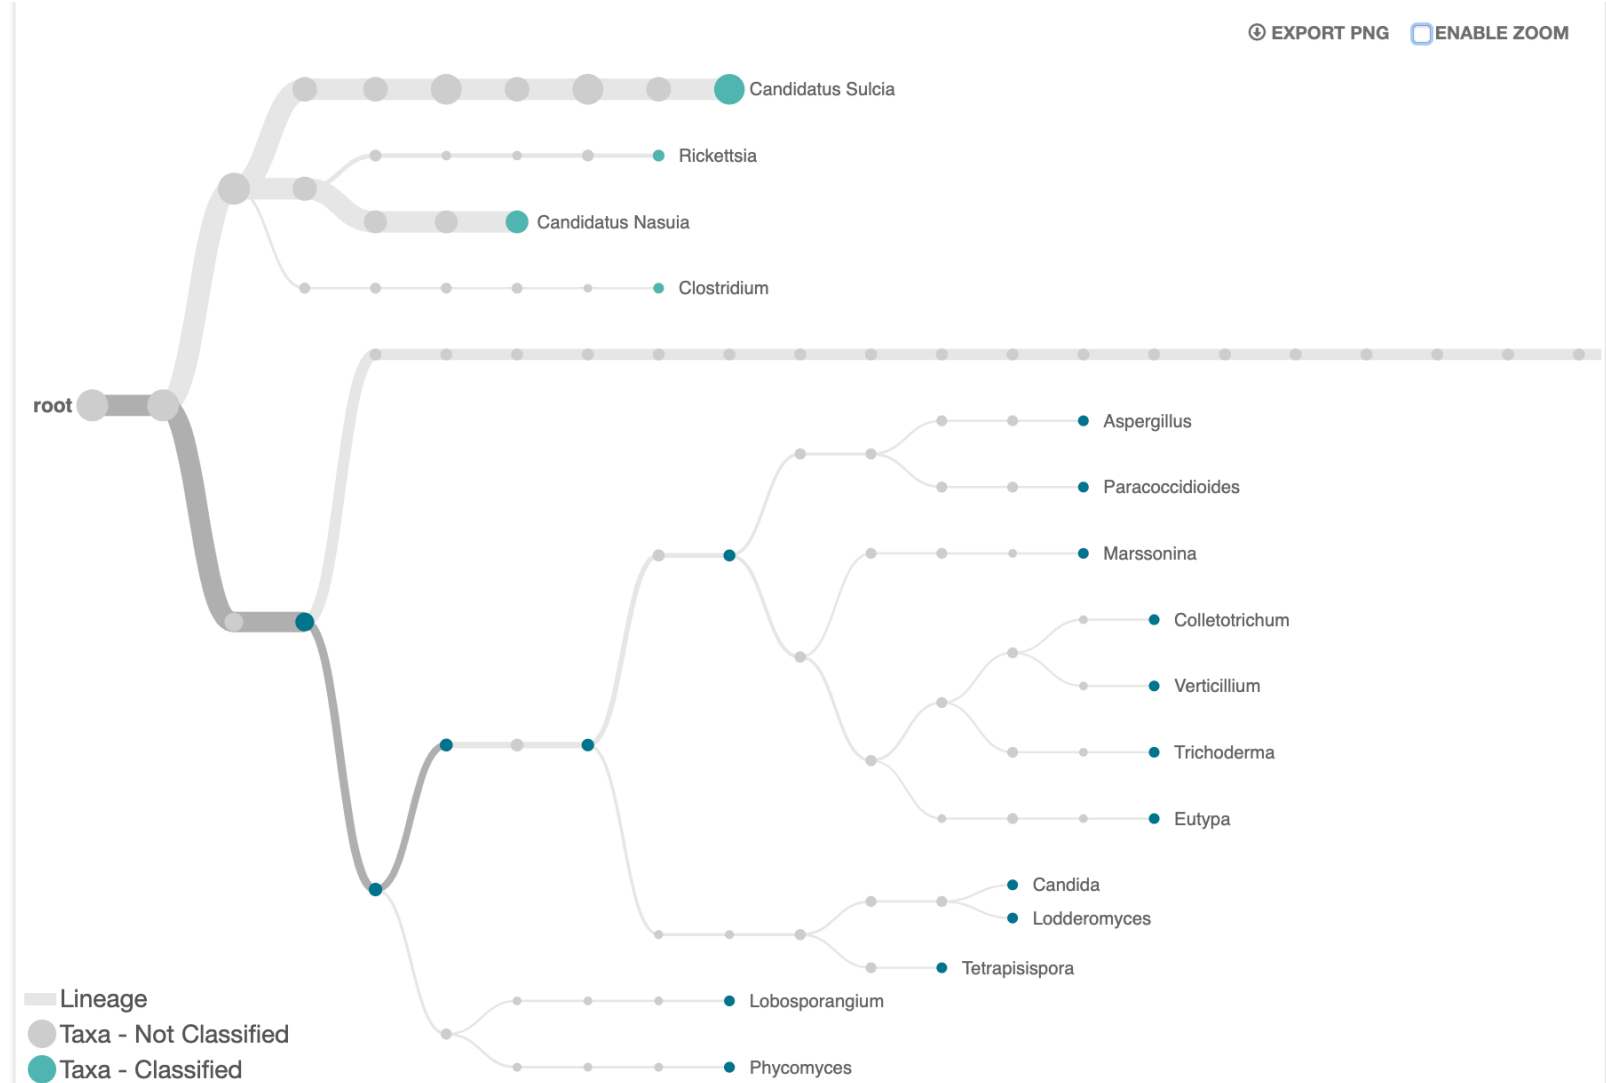 EXPORT PNG ENABLE ZOOM
Candidatus Sulcia
Rickettsia
Candidatus Nasuia
Clostridium
root
Aspergillus
Paracoccidioides
Marssonina
Colletotrichum
Verticillium
Trichoderma
Eutypa
Candida
Lodderomyces
Tetrapisispora
Lobosporangium
Phycomyces
Lineage
Taxa - Not Classified
Taxa - Classified